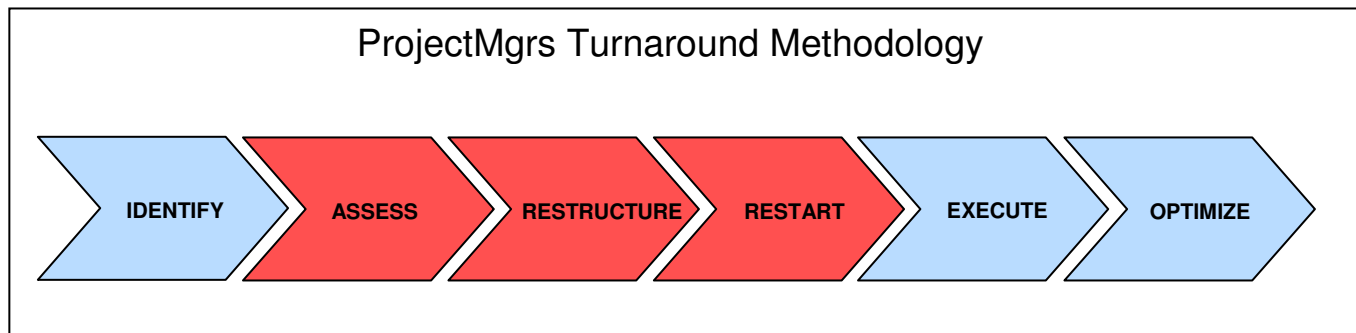 ProjectMgrs Turnaround Methodology
IDENTIFY
ASSESS
RESTRUCTURE
RESTART
EXECUTE
OPTIMIZE